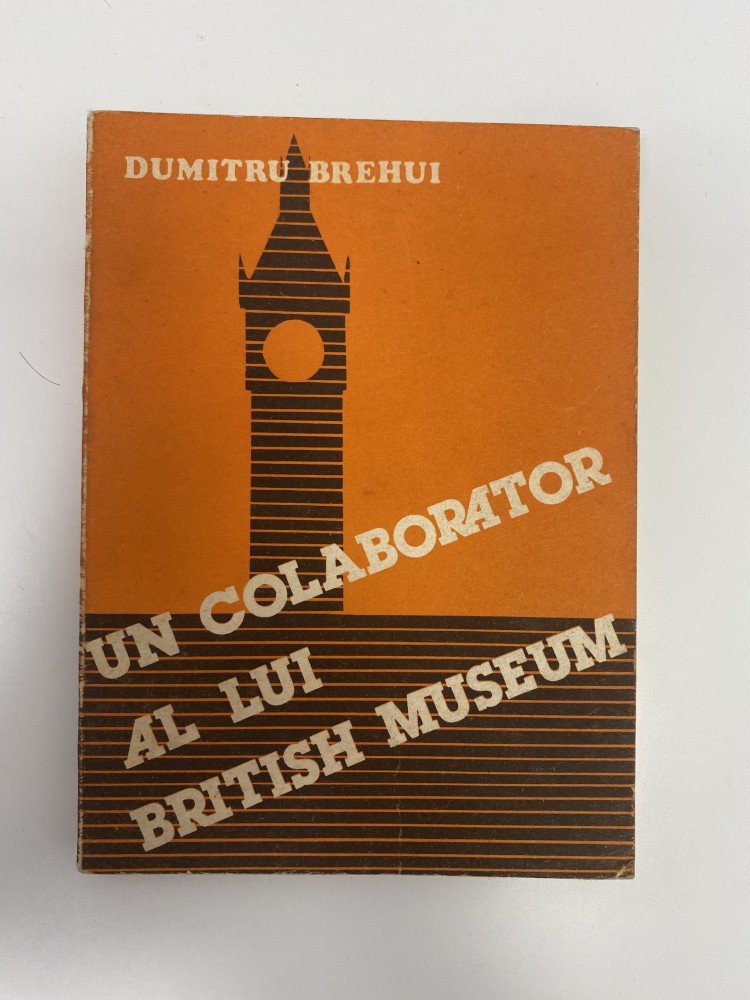 DUMITRU BREHUI
UN COLABORATOR
AL LUI
BRITISH MUSEUM